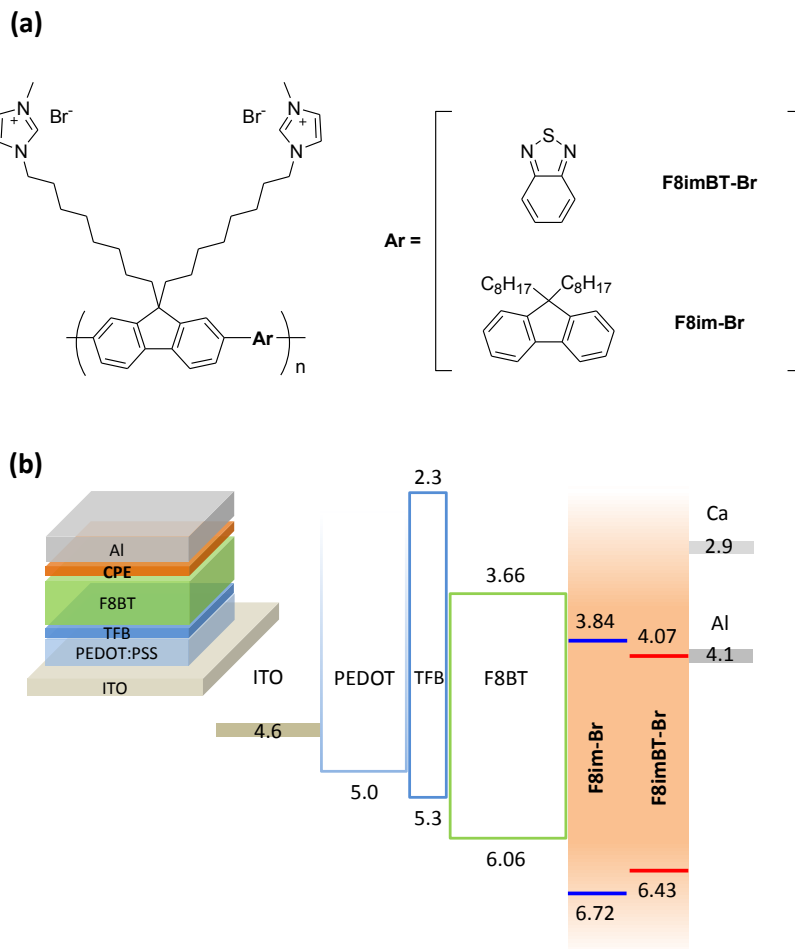 (a)
N
+
N
Br-
Br-
N
+
N
Ar
n
Ar =
S
N N
F8imBT-Br
C8H17 C8H17
F8im-Br
(b)
Al
CPE
F8BT
TFB
PEDOT:PSS
ITO
ITO
4.6
PEDOT
5.0
2.3
TFB
5.3
3.66
F8BT
6.06
3.84
F8im-Br
6.72
4.07
F8imBT-Br
6.43
Ca
2.9
Al
4.1